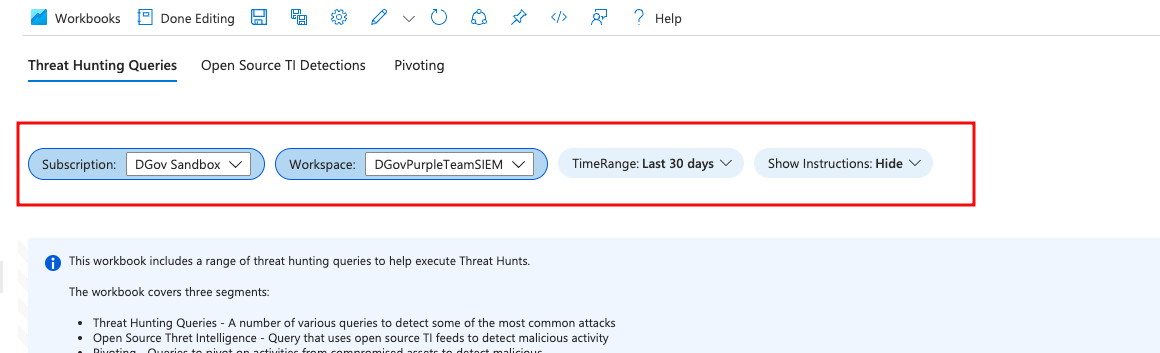 Workbooks Done Editing Help
Threat Hunting Queries Open Source TI Detections Pivoting
Subscription: DGov Sandbox Workspace: DGovPurpleTeamSIEM TimeRange: Last 30 days Show Instructions: Hide
This workbook includes a range of threat hunting queries to help execute Threat Hunts.
The workbook covers three segments:
• Threat Hunting Queries - A number of various queries to detect some of the most common attacks
• Open Source Thret Intelligence - Query that uses open source TI feeds to detect malicious activity
• Pivoting - Queries to pivot on activities from compromised assets to detect malicious